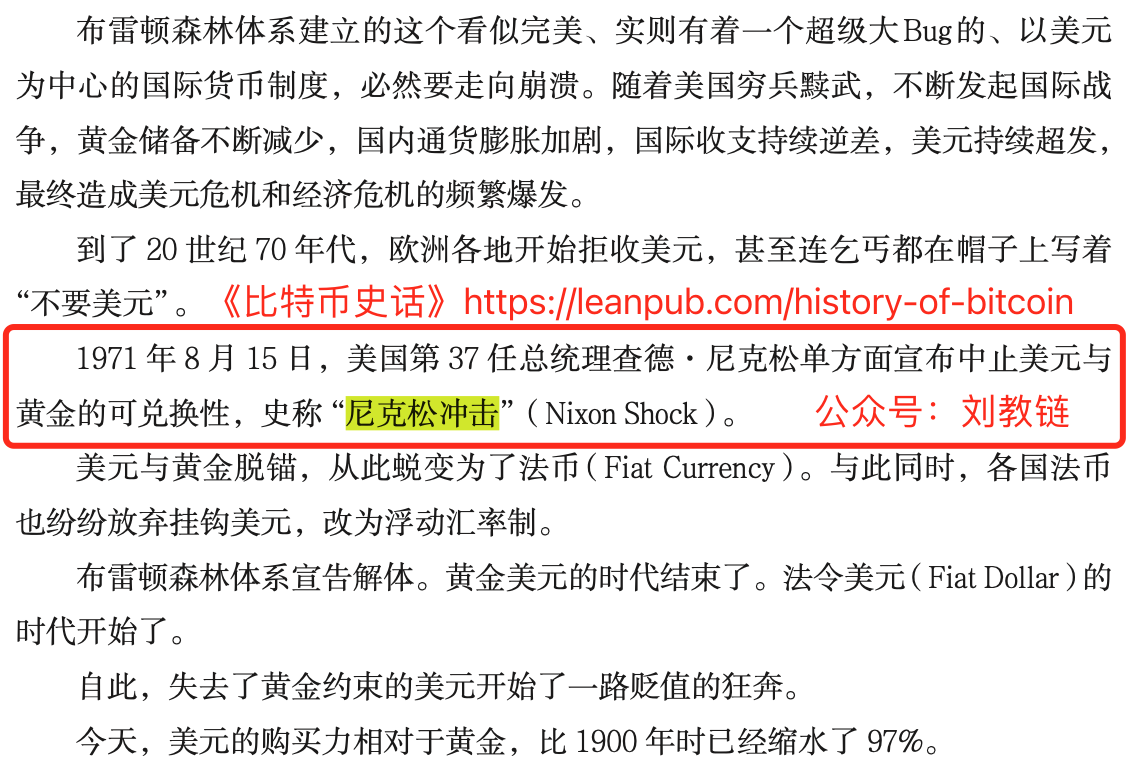 布雷顿森林体系建立的这个看似完美、实则有着一个超级大Bug的、以美元
为中心的国际货币制度，必然要走向崩溃。随着美国穷兵黩武，不断发起国际战
争，黄金储备不断减少，国内通货膨胀加剧，国际收支持续逆差，美元持续超发，
最终造成美元危机和经济危机的频繁爆发。
到了 20 世纪 70 年代，欧洲各地开始拒收美元，甚至连乞丐都在帽子上写着
“不要美元”。 《比特币史话》https://leanpub.com/history-of-bitcoin
1971 年 8 月 15 日，美国第 37 任总统理查德·尼克松单方面宣布中止美元与
黄金的可兑换性，史称“尼克松冲击”（Nixon Shock）。 公众号：刘教链
美元与黄金脱锚，从此蜕变为了法币（Fiat Currency）。与此同时，各国法币
也纷纷放弃挂钩美元，改为浮动汇率制。
布雷顿森林体系宣告解体。黄金美元的时代结束了。法令美元（Fiat Dollar）的
时代开始了。
自此，失去了黄金约束的美元开始了一路贬值的狂奔。
今天，美元的购买力相对于黄金，比 1900 年时已经缩水了 97%。